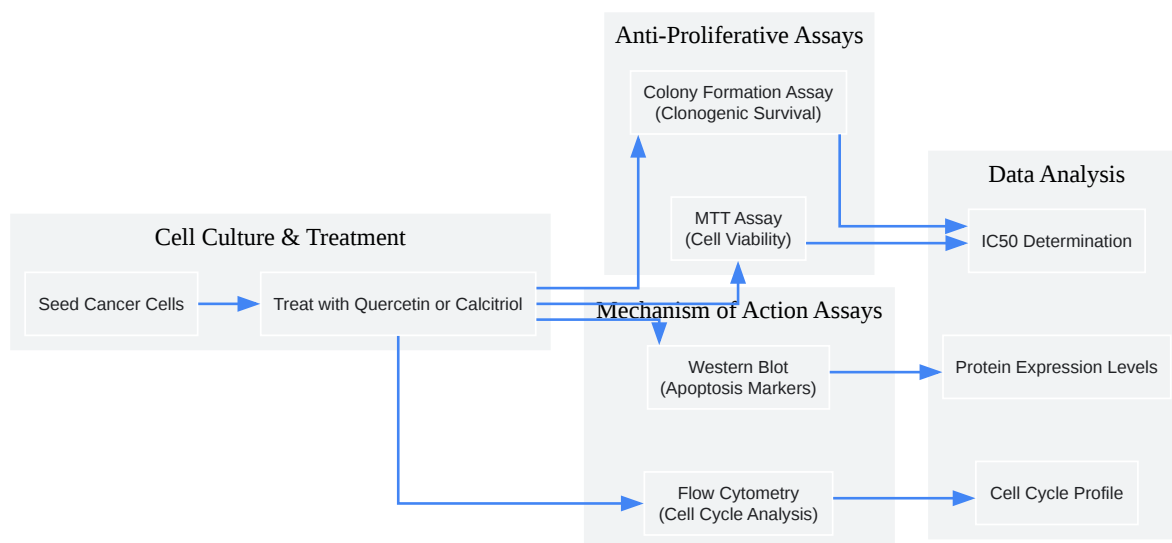 Cell Culture & Treatment
Seed Cancer Cells
Treat with Quercetin or Calcitriol
Anti-Proliferative Assays
Colony Formation Assay
(Clonogenic Survival)
MTT Assay
(Cell Viability)
Mechanism of Action Assays
Western Blot
(Apoptosis Markers)
Flow Cytometry
(Cell Cycle Analysis)
Data Analysis
IC50 Determination
Protein Expression Levels
Cell Cycle Profile